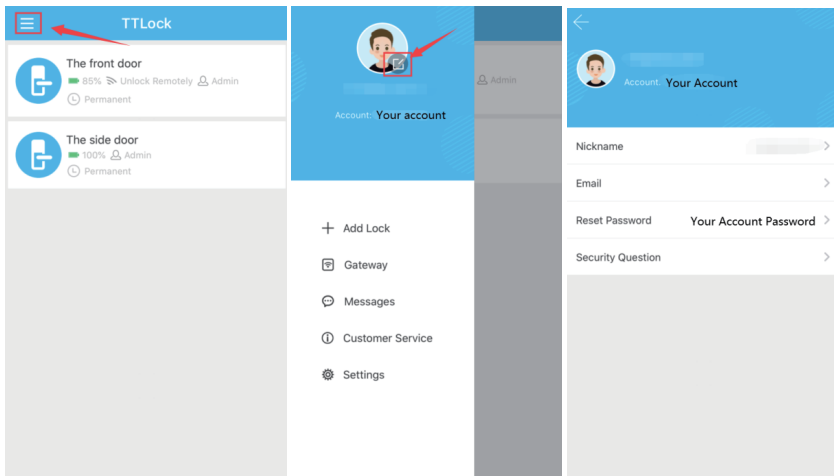 TTLock
The front door
85% Unlock Remotely Admin
Permanent
The side door
100% Admin
Permanent
Admin
Account: Your account
Add Lock
Gateway
Messages
Customer Service
Settings
Account: Your Account
Nickname
Email
Reset Password Your Account Password
Security Question